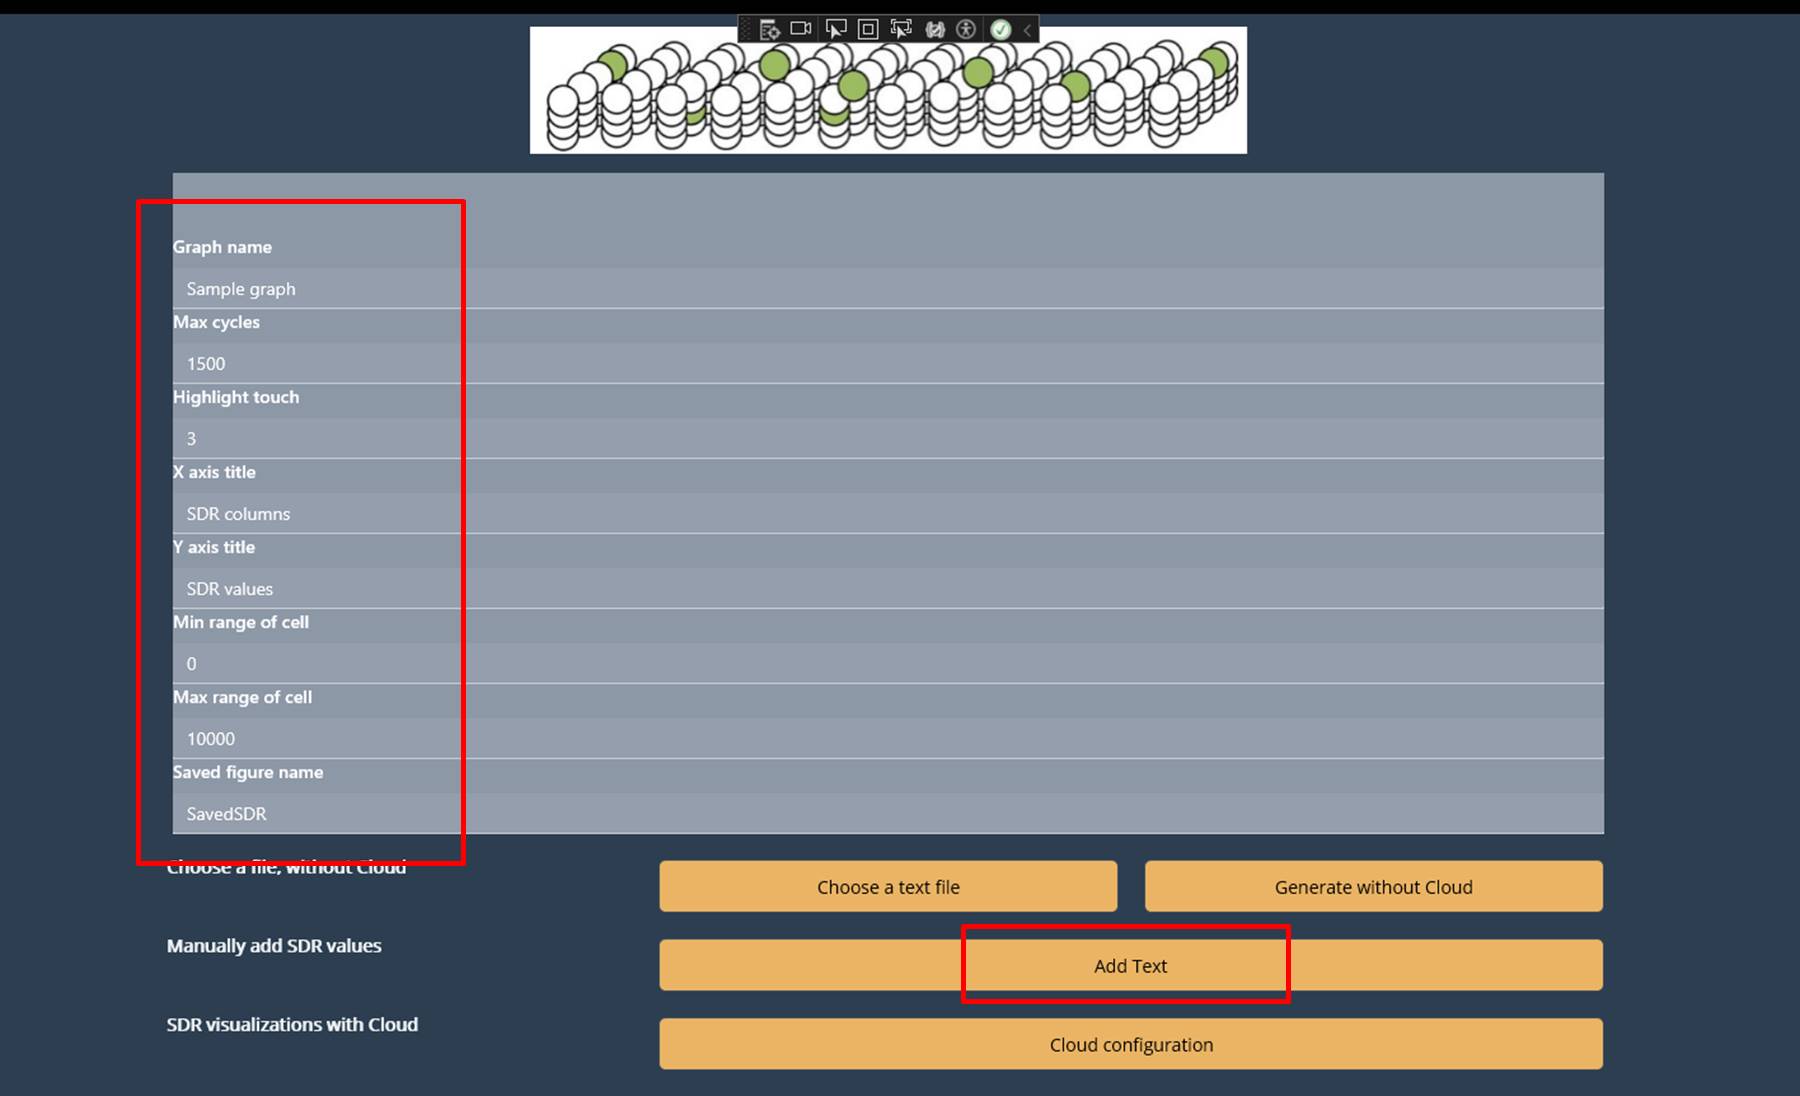 Graph name
Sample graph
Max cycles
1500
Highlight touch
3
X axis title
SDR columns
Y axis title
SDR values
Min range of cell
0
Max range of cell
10000
Saved figure name
SavedSDR
Choose a file, without Cloud
Choose a text file
Generate without Cloud
Manually add SDR values
Add Text
SDR visualizations with Cloud
Cloud configuration